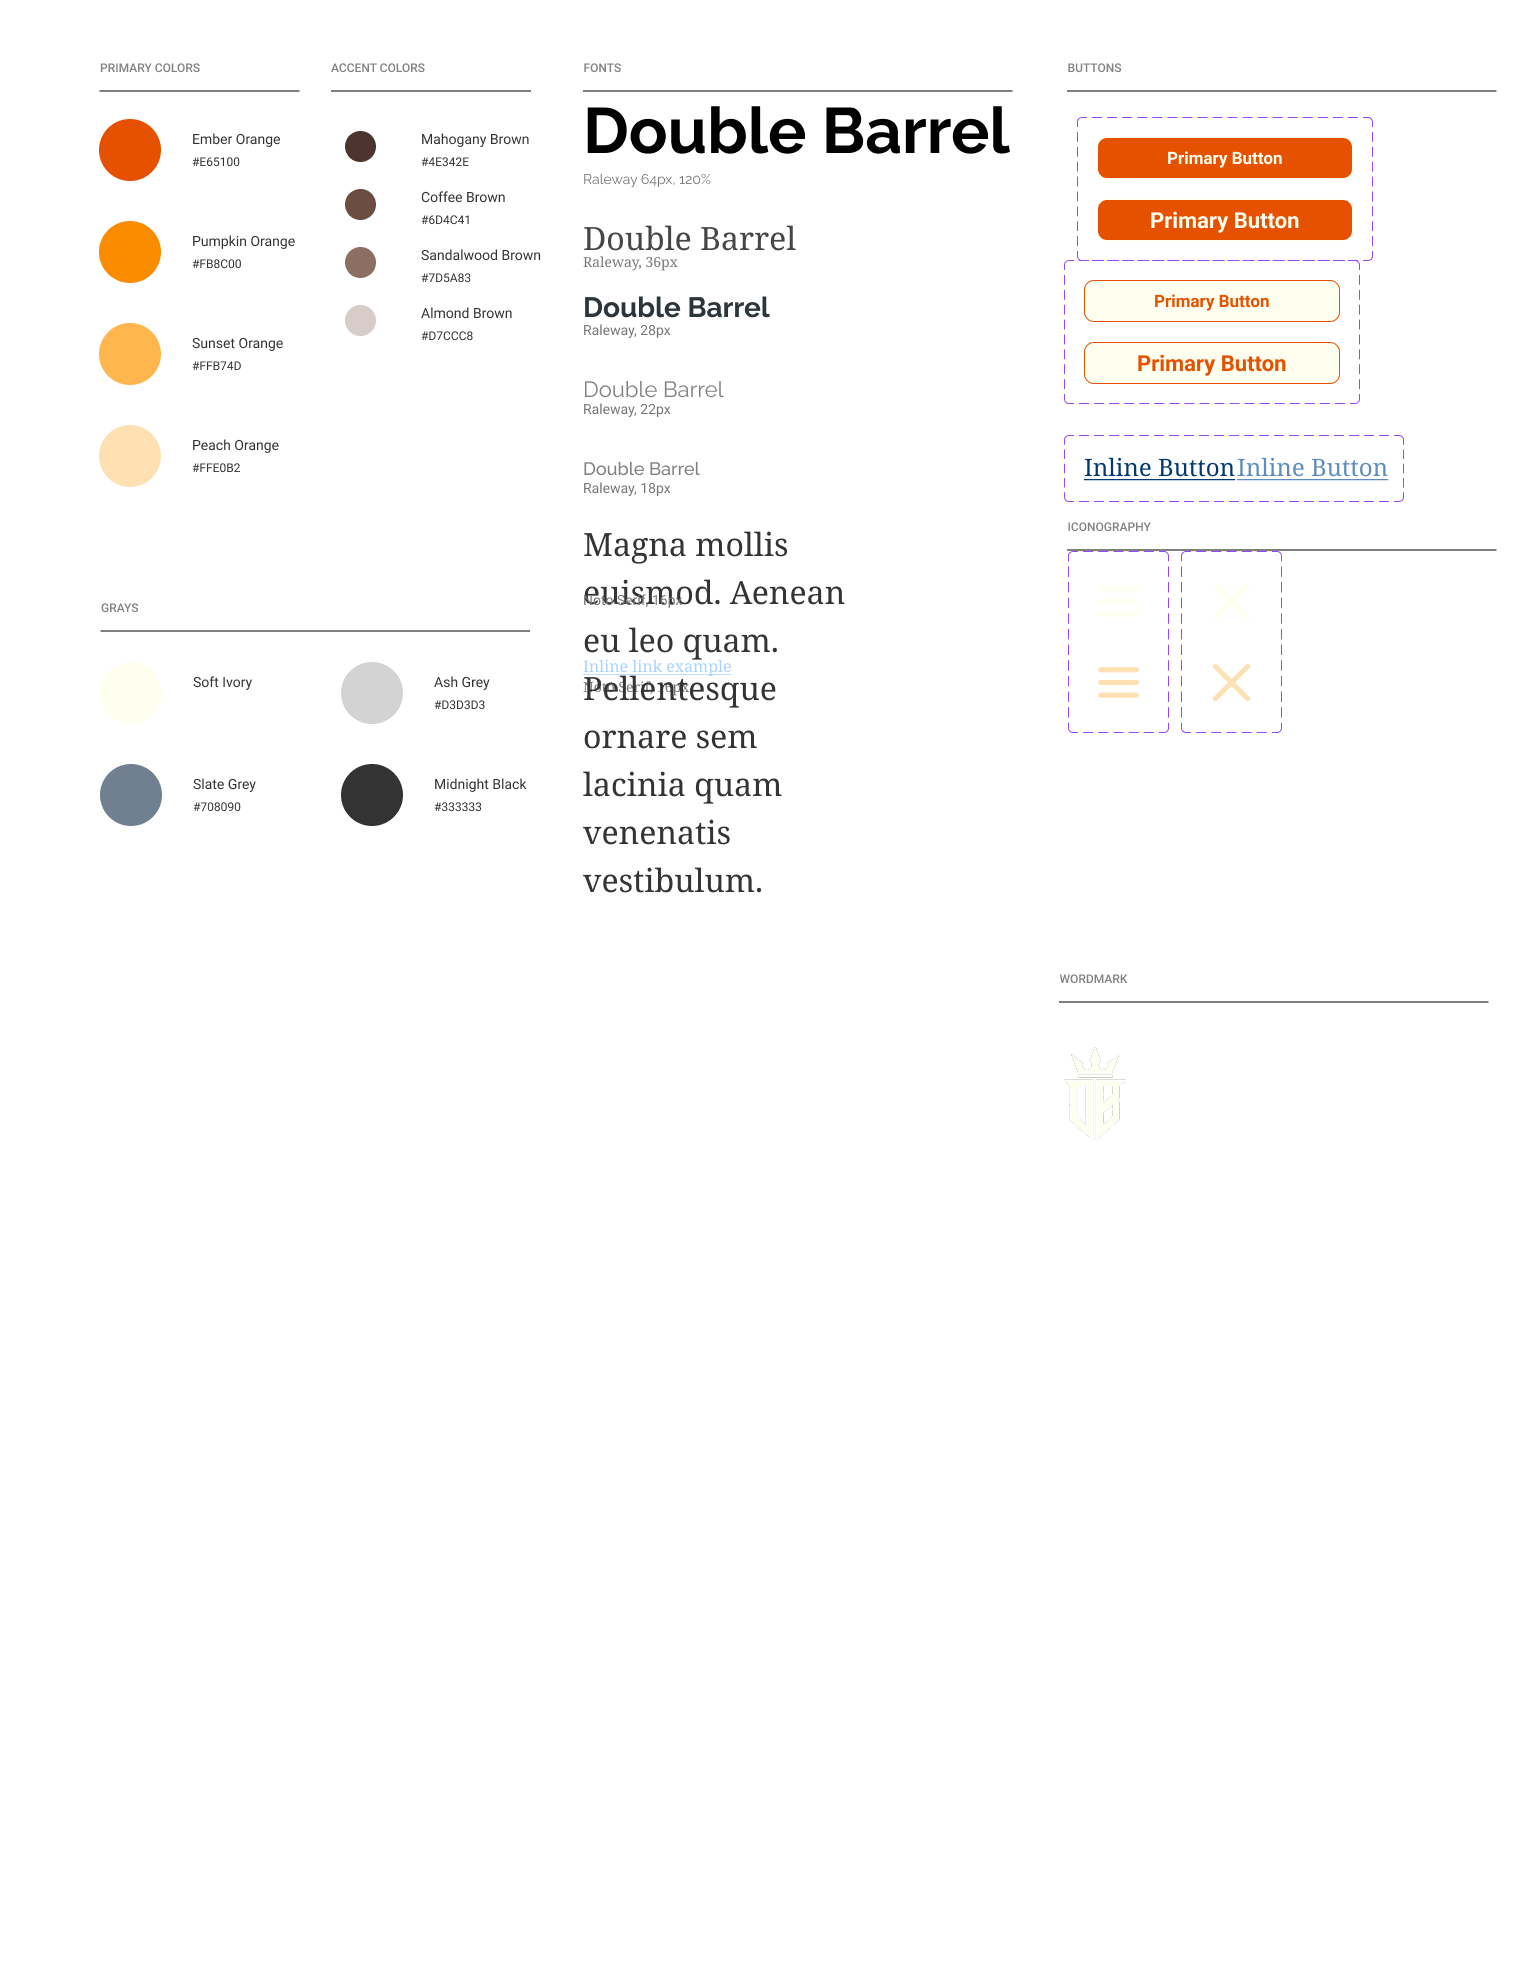 PRIMARY COLORS
Ember Orange
#E65100
Pumpkin Orange
#FB8C00
Sunset Orange
#FFB74D
Peach Orange
#FFE0B2
ACCENT COLORS
Mahogany Brown
#4E342E
Coffee Brown
#6D4C41
Sandalwood Brown
#7D5A83
Almond Brown
#D7CCC8
GRAYS
Soft Ivory
Ash Grey
#D3D3D3
Slate Grey
#708090
Midnight Black
#333333
FONTS
Double Barrel
Raleway 64px, 120%
Double Barrel
Raleway, 36px
Double Barrel
Raleway, 28px
Double Barrel
Raleway, 22px
Double Barrel
Raleway, 18px
Magna mollis
euismod. Aenean
Noto Serif, 16px
eu leo quam.
Inline link example
Pellentesque
Noto Serif, 16px
ornare sem
lacinia quam
venenatis
vestibulum.
BUTTONS
Primary Button
Primary Button
Primary Button
Primary Button
Inline Button Inline Button
ICONOGRAPHY
WORDMARK
DB